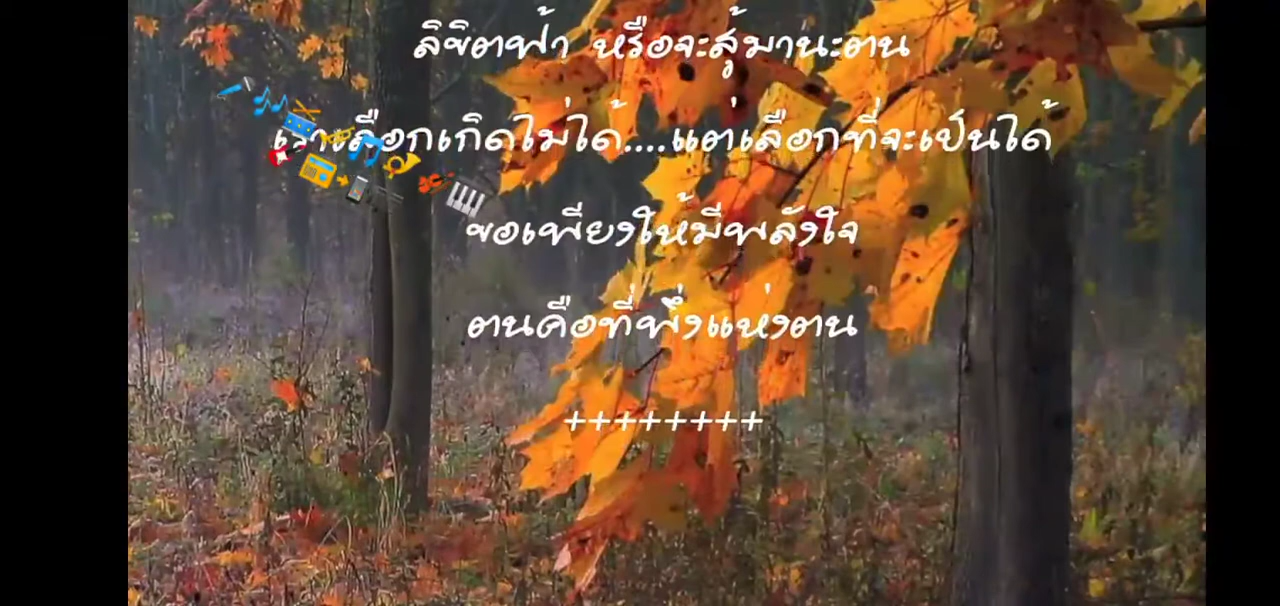 ลิขิตฟ้า หรือจะสู้มานะตน
เราเลือกเกิดไม่ได้....แต่เลือกที่จะเป็นได้
ขอเพียงให้มีพลังใจ
ตนคือที่พึ่งแห่งตน
++++++++